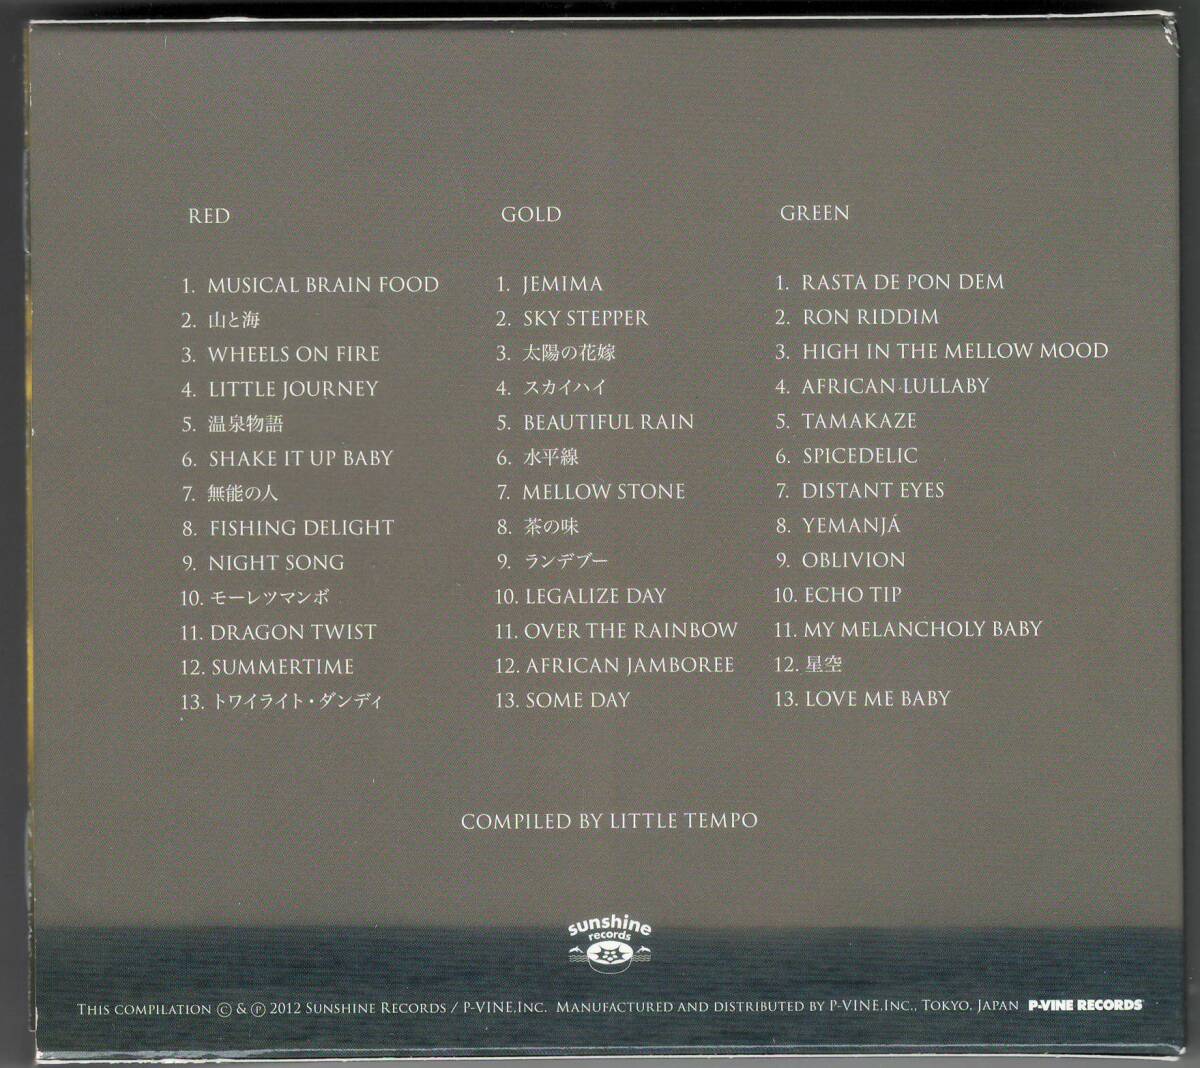 RED
1. MUSICAL BRAIN FOOD
2. 山と海
3. WHEELS ON FIRE
4. LITTLE JOURNEY
5. 温泉物語
6. SHAKE IT UP BABY
7. 無能の人
8. FISHING DELIGHT
9. NIGHT SONG
10. モーレツマンボ
11. DRAGON TWIST
12. SUMMERTIME
13. トワイライト・ダンディ
GOLD
1. JEMIMA
2. SKY STEPPER
3. 太陽の花嫁
4. スカイハイ
5. BEAUTIFUL RAIN
6. 水平線
7. MELLOW STONE
8. 茶の味
9. ランデブー
10. LEGALIZE DAY
11. OVER THE RAINBOW
12. AFRICAN JAMBOREE
13. SOME DAY
GREEN
1. RASTA DE PON DEM
2. RON RIDDIM
3. HIGH IN THE MELLOW MOOD
4. AFRICAN LULLABY
5. TAMAKAZE
6. SPICEDELIC
7. DISTANT EYES
8. YEMANJÁ
9. OBLIVION
10. ECHO TIP
11. MY MELANCHOLY BABY
12. 星空
13. LOVE ME BABY
COMPILED BY LITTLE TEMPO
sunshine
records
THIS COMPILATION © & ℗ 2012 SUNSHINE RECORDS / P-VINE,INC. MANUFACTURED AND DISTRIBUTED BY P-VINE,INC., TOKYO, JAPAN P-VINE RECORDS